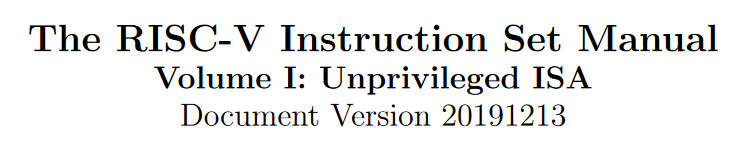 The RISC-V Instruction Set Manual
Volume I: Unprivileged ISA
Document Version 20191213